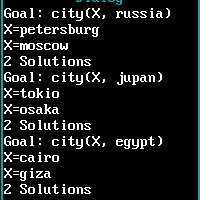 Dialog
Goal: city(X, russia)
X=petersburg
X=moscow
2 Solutions
Goal: city(X, jupan)
X=tokio
X=osaka
2 Solutions
Goal: city(X, egypt)
X=cairo
X=giza
2 Solutions